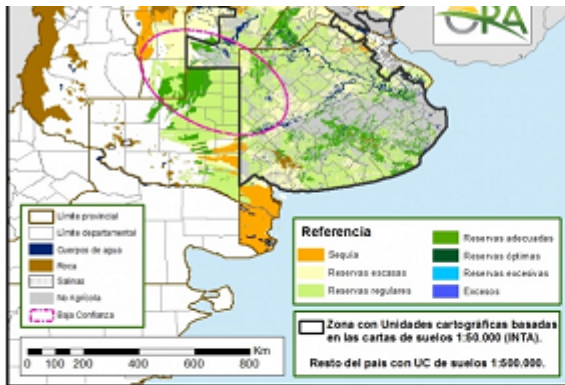 ORA
Límite provincial
Límite departamental
Cuerpos de agua
Roca
Salinas
No Agrícola
Baja Confianza
Referencia
Sequía
Reservas escasas
Reservas regulares
Reservas adecuadas
Reservas óptimas
Reservas excesivas
Excesos
Zona con Unidades cartográficas basadas
en las cartas de suelos 1:50.000 (INTA).
Resto del país con UC de suelos 1:500.000.
0 100 200 400 600 800 Km